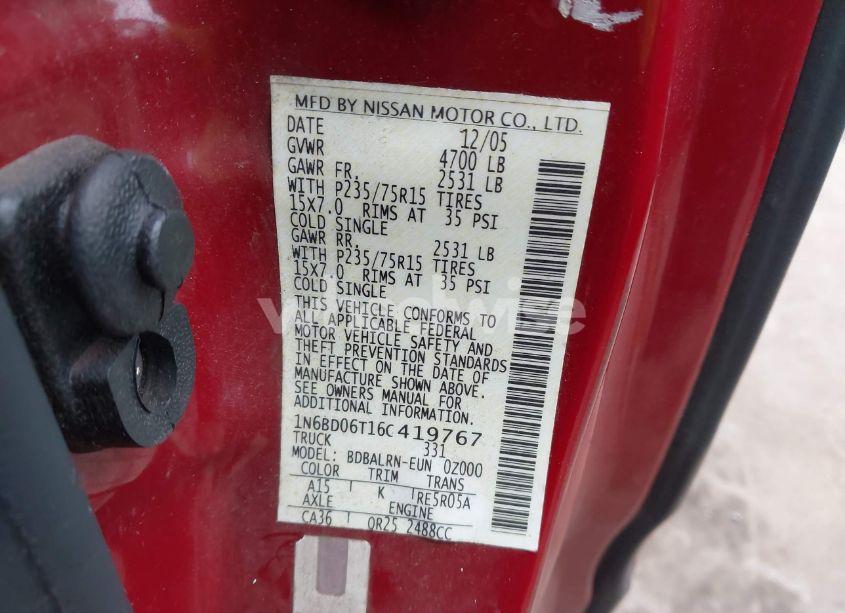 MFD BY NISSAN MOTOR CO., LTD.
DATE 12/05
GVWR 4700 LB
GAWR FR. 2531 LB
WITH P235/75R15 TIRES
15X7.0 RIMS AT 35 PSI
COLD SINGLE
GAWR RR. 2531 LB
WITH P235/75R15 TIRES
15X7.0 RIMS AT 35 PSI
COLD SINGLE
THIS VEHICLE CONFORMS TO
ALL APPLICABLE FEDERAL
MOTOR VEHICLE SAFETY AND
THEFT PREVENTION STANDARDS
IN EFFECT ON THE DATE OF
MANUFACTURE SHOWN ABOVE.
SEE OWNERS MANUAL FOR
ADDITIONAL INFORMATION.
1N6BD06T16C419767
TRUCK 331
MODEL: BDBALRN-EUN 0Z000
COLOR TRIM TRANS
A15 K RE5R05A
AXLE ENGINE
CA36 QR25 2488CC